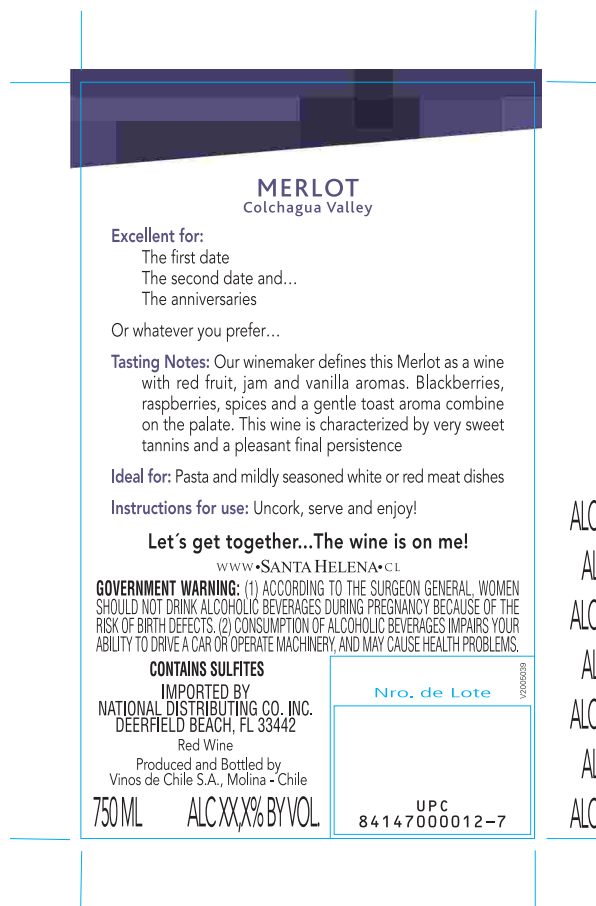 MERLOT
Colchagua Valley
Excellent for:
The first date
The second date and...
The anniversaries
Or whatever you prefer...
Tasting Notes: Our winemaker defines this Merlot as a wine
with red fruit, jam and vanilla aromas. Blackberries,
raspberries, spices and a gentle toast aroma combine
on the palate. This wine is characterized by very sweet
tannins and a pleasant final persistence
Ideal for: Pasta and mildly seasoned white or red meat dishes
Instructions for use: Uncork, serve and enjoy!
Let´s get together...The wine is on me!
WWW•SANTA HELENA•CL
GOVERNMENT WARNING: (1) ACCORDING TO THE SURGEON GENERAL, WOMEN
SHOULD NOT DRINK ALCOHOLIC BEVERAGES DURING PREGNANCY BECAUSE OF THE
RISK OF BIRTH DEFECTS. (2) CONSUMPTION OF ALCOHOLIC BEVERAGES IMPAIRS YOUR
ABILITY TO DRIVE A CAR OR OPERATE MACHINERY, AND MAY CAUSE HEALTH PROBLEMS.
CONTAINS SULFITES
IMPORTED BY
NATIONAL DISTRIBUTING CO. INC.
DEERFIELD BEACH, FL 33442
Red Wine
Produced and Bottled by
Vinos de Chile S.A., Molina - Chile
750 ML ALC XX,X% BY VOL.
Nro. de Lote
V2005039
UPC
84147000012-7
ALC
AL
ALC
AL
ALC
AL
ALC